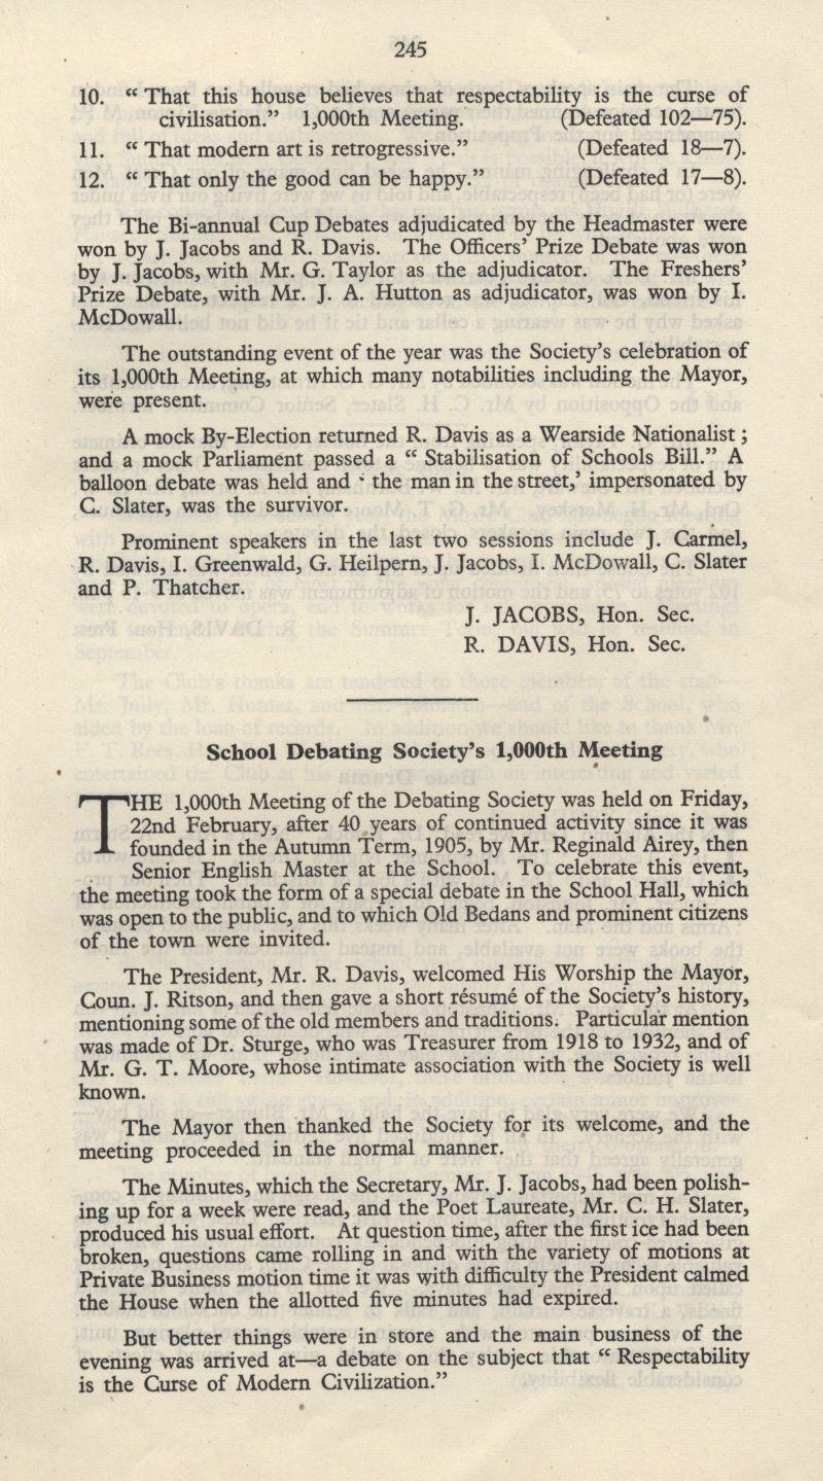 245
10. “ That this house believes that respectability is the curse of
civilisation.” 1,000th Meeting. (Defeated 102—75).
11. “ That modern art is retrogressive.” (Defeated 18—7).
12. “ That only the good can be happy.” (Defeated 17—8).
The Bi-annual Cup Debates adjudicated by the Headmaster were
won by J. Jacobs and R. Davis. The Officers’ Prize Debate was won
by J. Jacobs, with Mr. G. Taylor as the adjudicator. The Freshers’
Prize Debate, with Mr. J. A. Hutton as adjudicator, was won by I.
McDowall.
The outstanding event of the year was the Society’s celebration of
its 1,000th Meeting, at which many notabilities including the Mayor,
were present.
A mock By-Election returned R. Davis as a Wearside Nationalist ;
and a mock Parliament passed a “ Stabilisation of Schools Bill.” A
balloon debate was held and ‘ the man in the street,’ impersonated by
C. Slater, was the survivor.
Prominent speakers in the last two sessions include J. Carmel,
R. Davis, I. Greenwald, G. Heilpern, J. Jacobs, I. McDowall, C. Slater
and P. Thatcher.
J. JACOBS, Hon. Sec.
R. DAVIS, Hon. Sec.
School Debating Society’s 1,000th Meeting
THE 1,000th Meeting of the Debating Society was held on Friday,
22nd February, after 40 years of continued activity since it was
founded in the Autumn Term, 1905, by Mr. Reginald Airey, then
Senior English Master at the School. To celebrate this event,
the meeting took the form of a special debate in the School Hall, which
was open to the public, and to which Old Bedans and prominent citizens
of the town were invited.
The President, Mr. R. Davis, welcomed His Worship the Mayor,
Coun. J. Ritson, and then gave a short résumé of the Society’s history,
mentioning some of the old members and traditions. Particular mention
was made of Dr. Sturge, who was Treasurer from 1918 to 1932, and of
Mr. G. T. Moore, whose intimate association with the Society is well
known.
The Mayor then thanked the Society for its welcome, and the
meeting proceeded in the normal manner.
The Minutes, which the Secretary, Mr. J. Jacobs, had been polish-
ing up for a week were read, and the Poet Laureate, Mr. C. H. Slater,
produced his usual effort. At question time, after the first ice had been
broken, questions came rolling in and with the variety of motions at
Private Business motion time it was with difficulty the President calmed
the House when the allotted five minutes had expired.
But better things were in store and the main business of the
evening was arrived at—a debate on the subject that “ Respectability
is the Curse of Modern Civilization.”